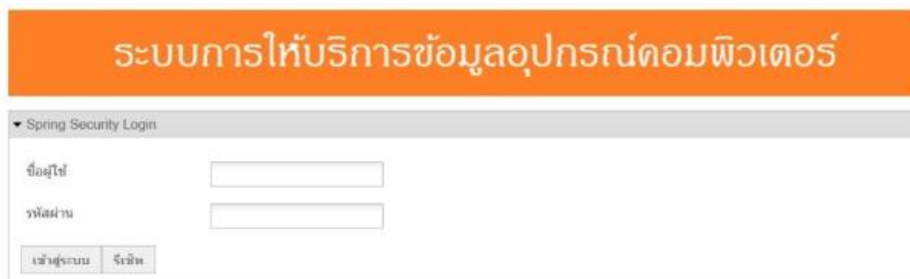 ระบบการให้บริการข้อมูลอุปกรณ์คอมพิวเตอร์
Spring Security Login
ชื่อผู้ใช้
รหัสผ่าน
เข้าสู่ระบบ รีเซ็ท